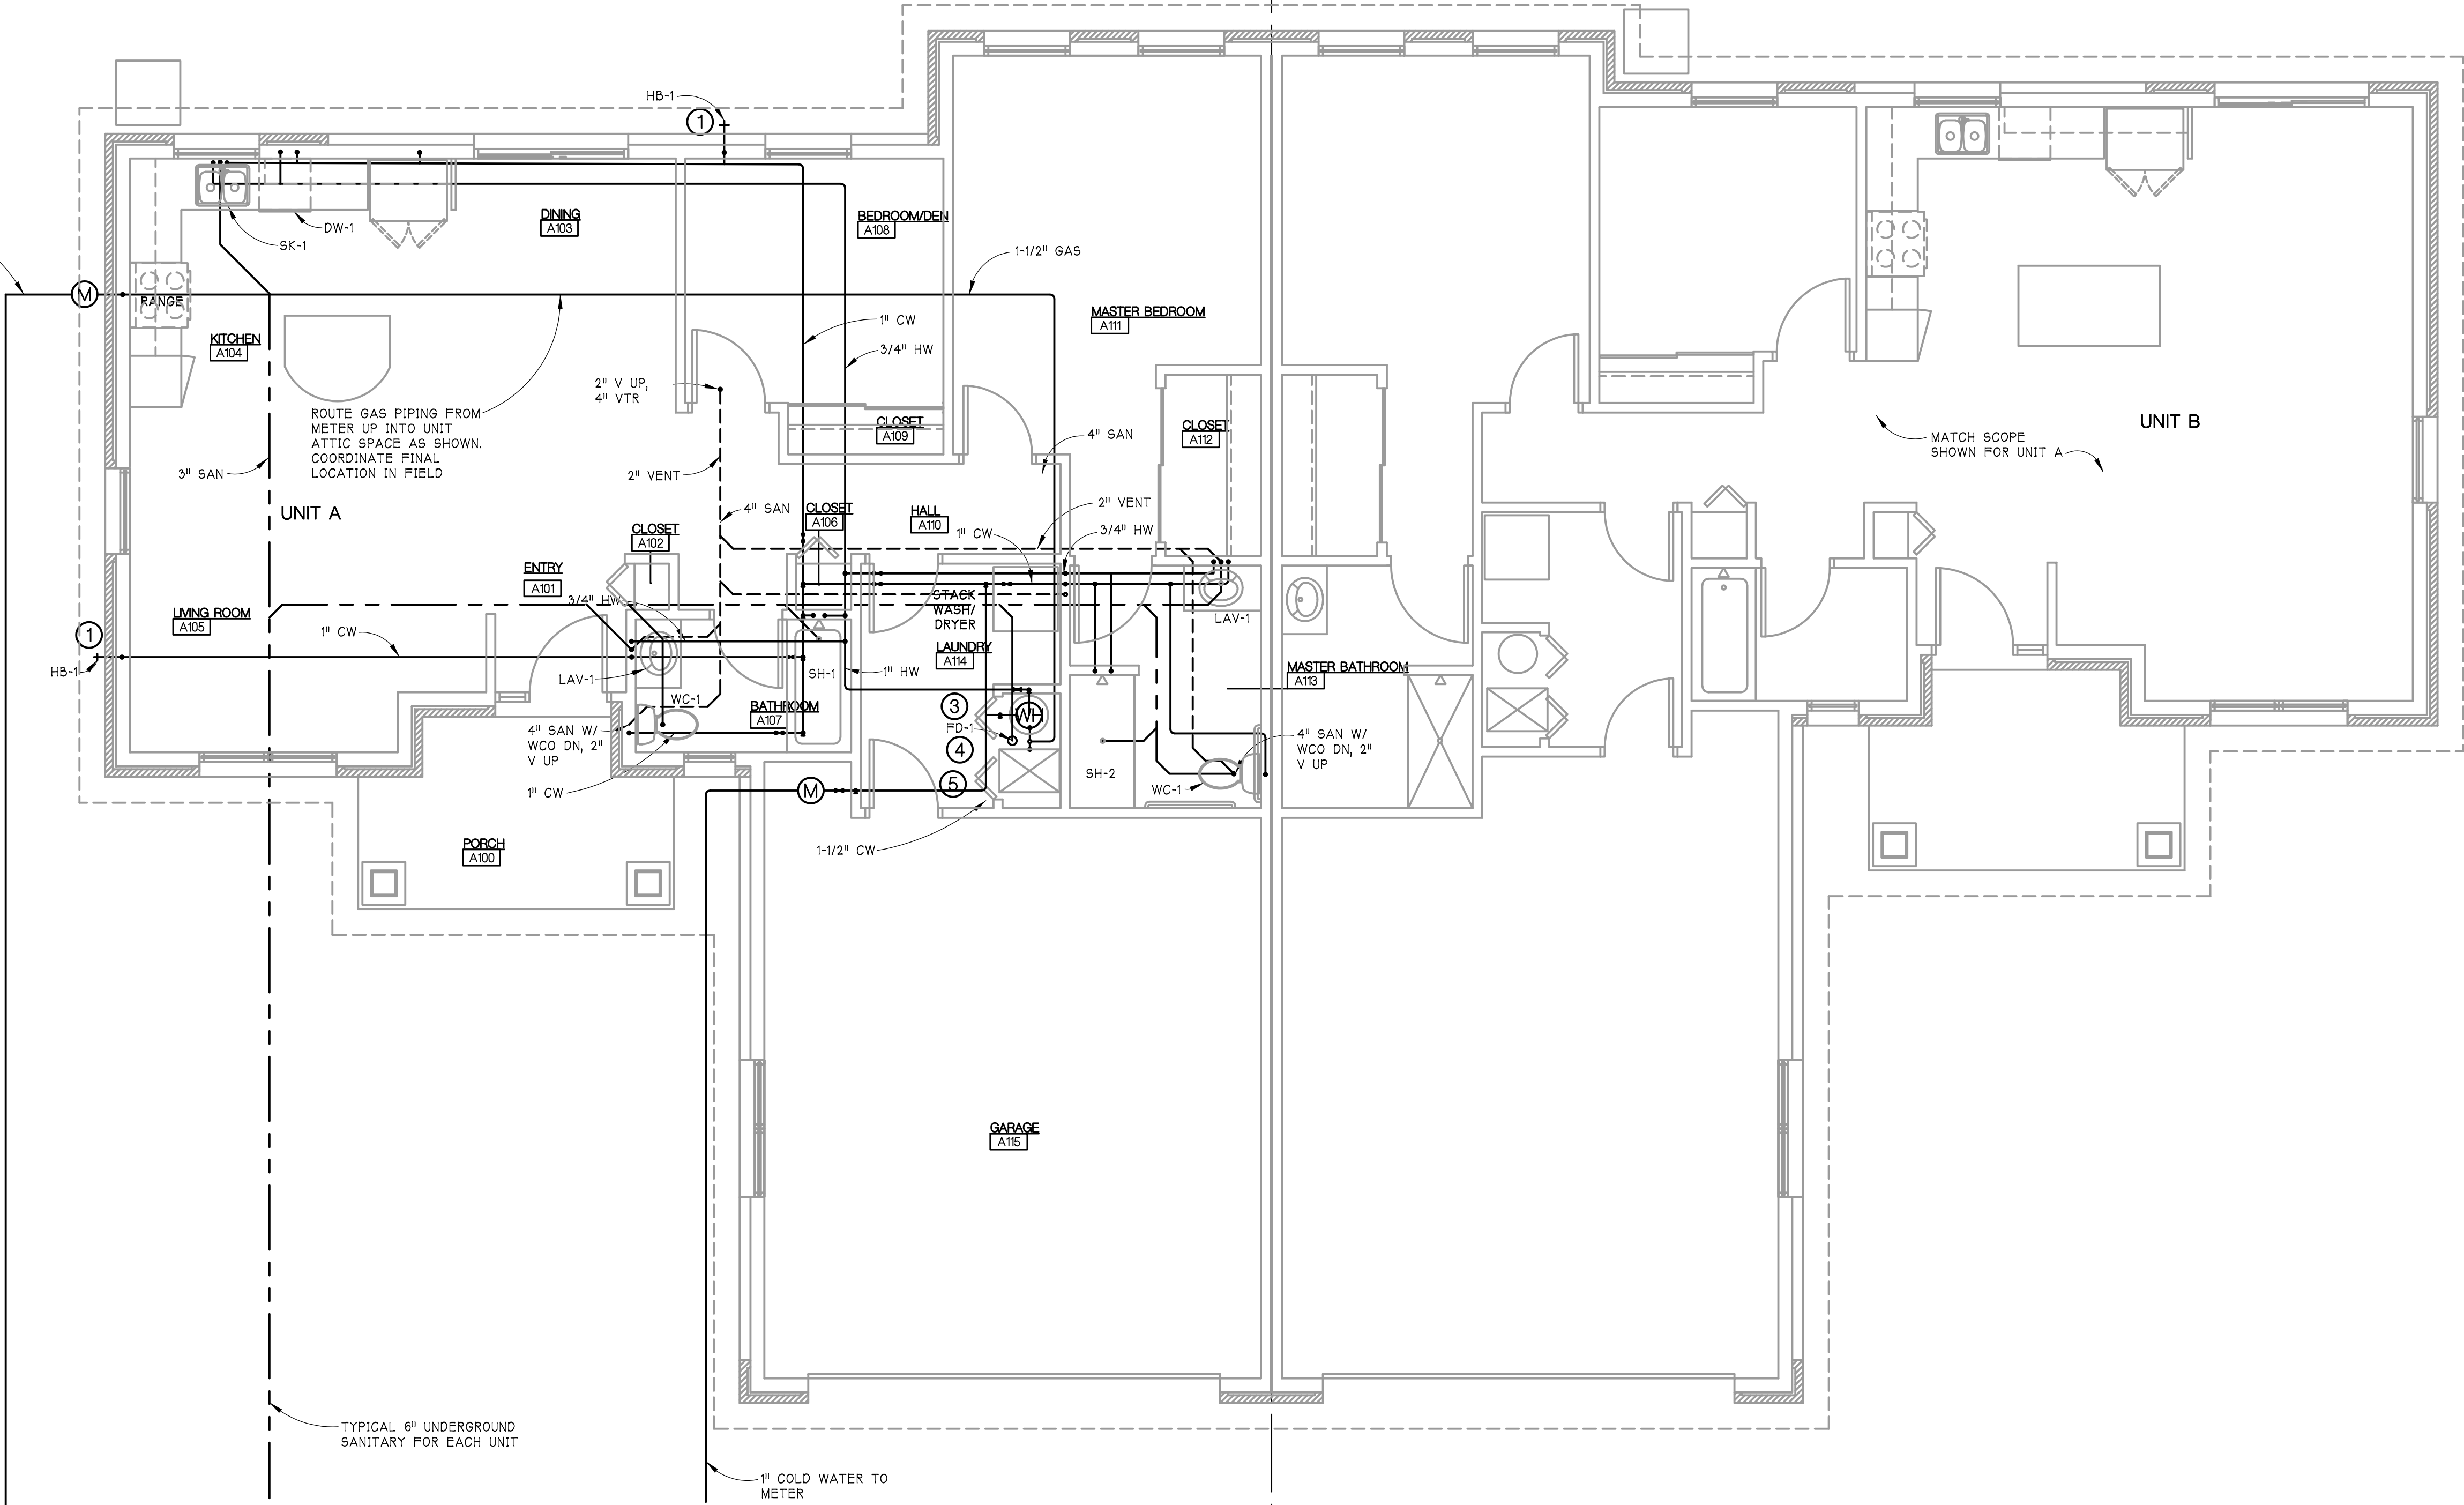 HB-1
1
DINING
A103
BEDROOM/DEN
A108
DW-1
SK-1
1-1/2" GAS
M
RANGE
MASTER BEDROOM
A111
1" CW
KITCHEN
A104
3/4" HW
2" V UP,
4" VTR
ROUTE GAS PIPING FROM
METER UP INTO UNIT
ATTIC SPACE AS SHOWN.
COORDINATE FINAL
LOCATION IN FIELD
CLOSET
A109
CLOSET
A112
4" SAN
UNIT B
MATCH SCOPE
SHOWN FOR UNIT A
3" SAN
2" VENT
UNIT A
4" SAN
CLOSET
A106
HALL
A110
2" VENT
CLOSET
A102
1" CW
3/4" HW
ENTRY
A101
3/4" HW
STACK
WASH/
DRYER
LIVING ROOM
A105
LAV-1
1
1" CW
HB-1
LAUNDRY
A114
SH-1
1" HW
LAV-1
MASTER BATHROOM
A113
WC-1
BATHROOM
A107
3
WH
FD-1
4" SAN W/
WCO DN, 2"
V UP
4
4" SAN W/
WCO DN, 2"
V UP
SH-2
5
WC-1
1" CW
M
PORCH
A100
1-1/2" CW
GARAGE
A115
TYPICAL 6" UNDERGROUND
SANITARY FOR EACH UNIT
1" COLD WATER TO
METER